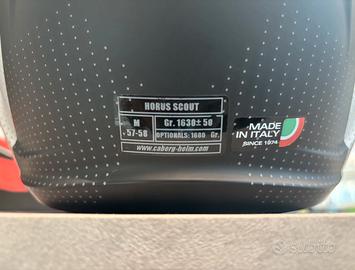 HORUS SCOUT
M
57-58
Gr. 1630± 50
OPTIONALS: 1680 Gr.
www.caberg-helm.com
MADE
IN ITALY
SINCE 1974
subito